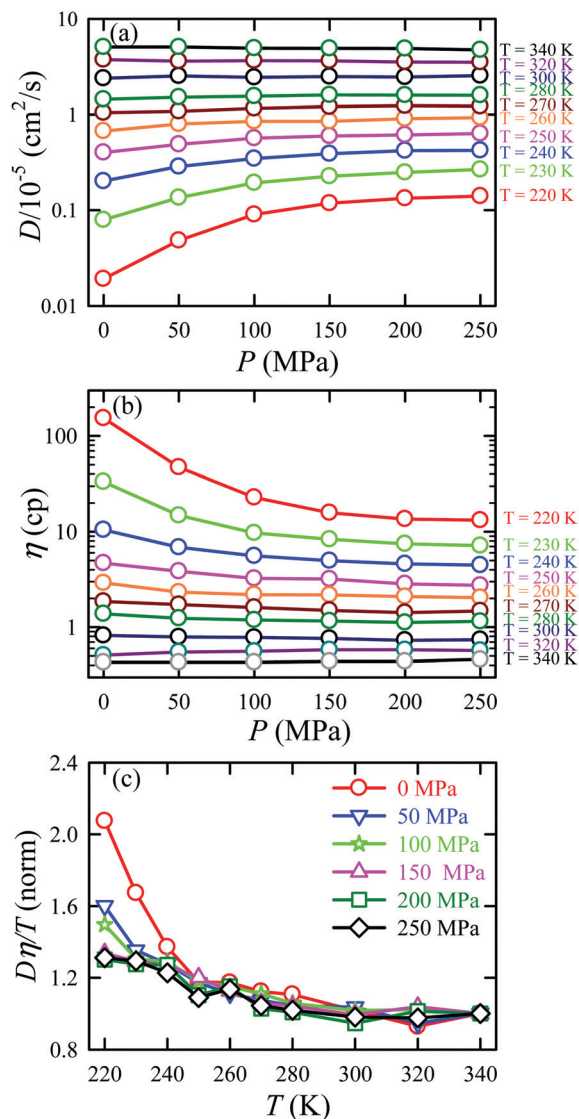 (a)
10
1
0.1
0.01
D/10⁻⁵ (cm²/s)
T = 340 K
T = 320 K
T = 300 K
T = 280 K
T = 270 K
T = 260 K
T = 250 K
T = 240 K
T = 230 K
T = 220 K
0 50 100 150 200 250
P (MPa)
(b)
100
10
1
η (cp)
T = 220 K
T = 230 K
T = 240 K
T = 250 K
T = 260 K
T = 270 K
T = 280 K
T = 300 K
T = 320 K
T = 340 K
0 50 100 150 200 250
P (MPa)
(c)
2.4
2.0
1.6
1.2
0.8
Dη/T (norm)
0 MPa
50 MPa
100 MPa
150 MPa
200 MPa
250 MPa
220 240 260 280 300 320 340
T (K)